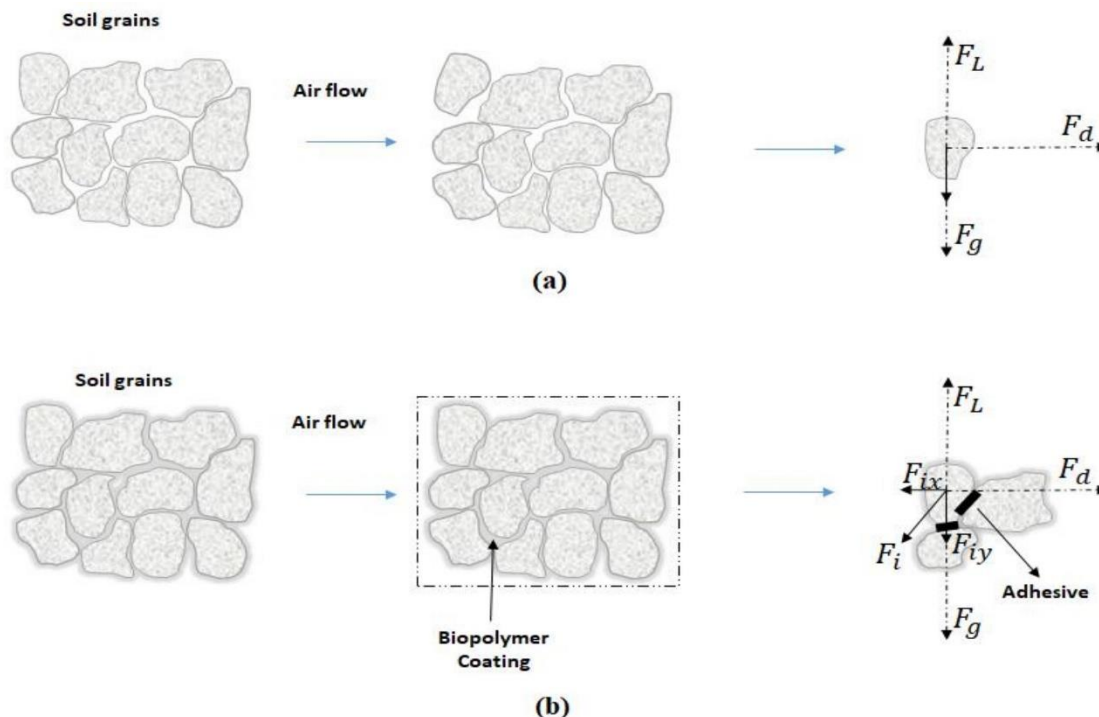 Soil grains
Air flow
F_L
F_d
F_g
(a)
Soil grains
Air flow
F_L
F_ix
F_d
F_i
F_iy
Adhesive
F_g
Biopolymer
Coating
(b)